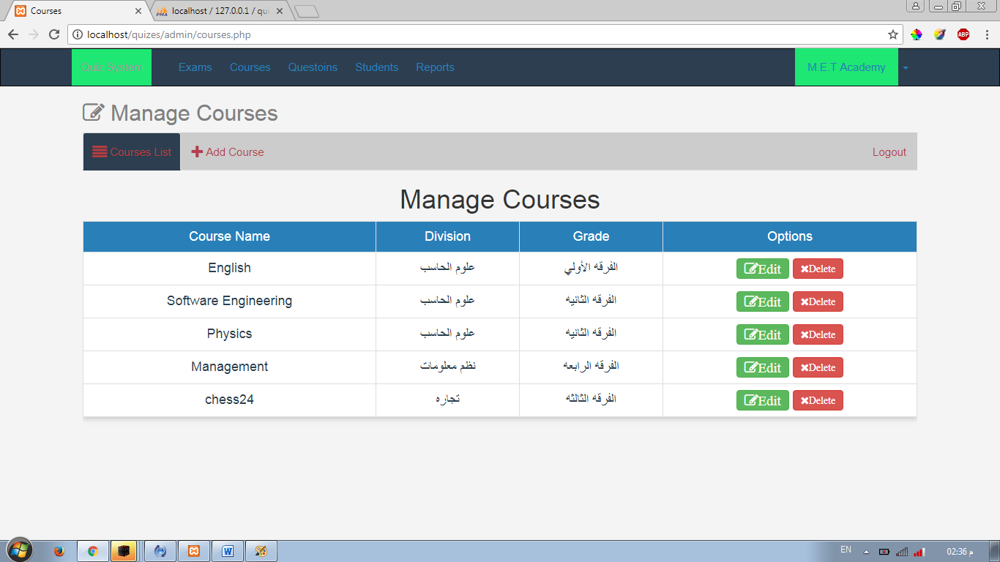 Courses
localhost / 127.0.0.1 / qui
localhost/quizes/admin/courses.php
ABP
Quiz System Exams Courses Questoins Students Reports M.E.T Academy
Manage Courses
Courses List Add Course Logout
Manage Courses
Course Name Division Grade Options
English علوم الحاسب الفرقه الأولي Edit Delete
Software Engineering علوم الحاسب الفرقه الثانيه Edit Delete
Physics علوم الحاسب الفرقه الثانيه Edit Delete
Management نظم معلومات الفرقه الرابعه Edit Delete
chess24 تجاره الفرقه الثالثه Edit Delete
EN 02:36 م